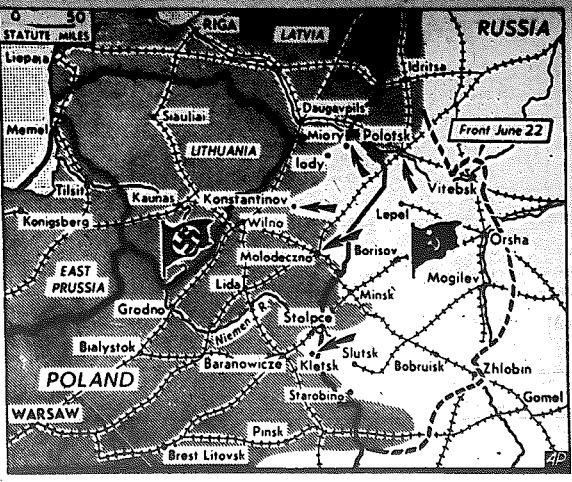 0 50
STATUTE MILES
RIGA
LATVIA
RUSSIA
Liepaja
Idritsa
Siauliai
Daugavpils
Memel
Miory
Polotsk
Front June 22
LITHUANIA
Iody
Tilsit
Vitebsk
Kaunas
Konstantinov
Lepel
Konigsberg
Wilno
Orsha
Molodeczno
Borisov
EAST
PRUSSIA
Lida
Mogilev
Minsk
Grodno
Niemen R.
Stolpce
Bialystok
Baranowicze
Kletsk
Slutsk
Bobruisk
Zhlobin
POLAND
Starobino
Gomel
WARSAW
Pinsk
Brest Litovsk
AP